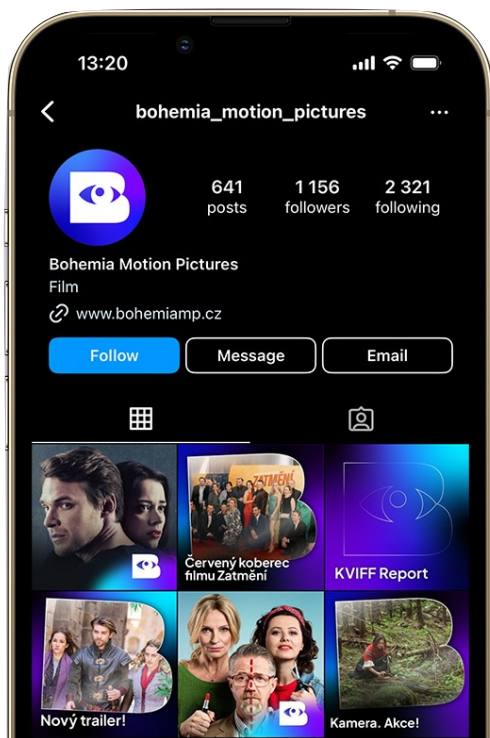 13:20
bohemia_motion_pictures
641 1 156 2 321
posts followers following
Bohemia Motion Pictures
Film
www.bohemiamp.cz
Follow Message Email
ZATMĚNÍ
Červený koberec
filmu Zatmění
KVIFF Report
Nový trailer!
Kamera. Akce!